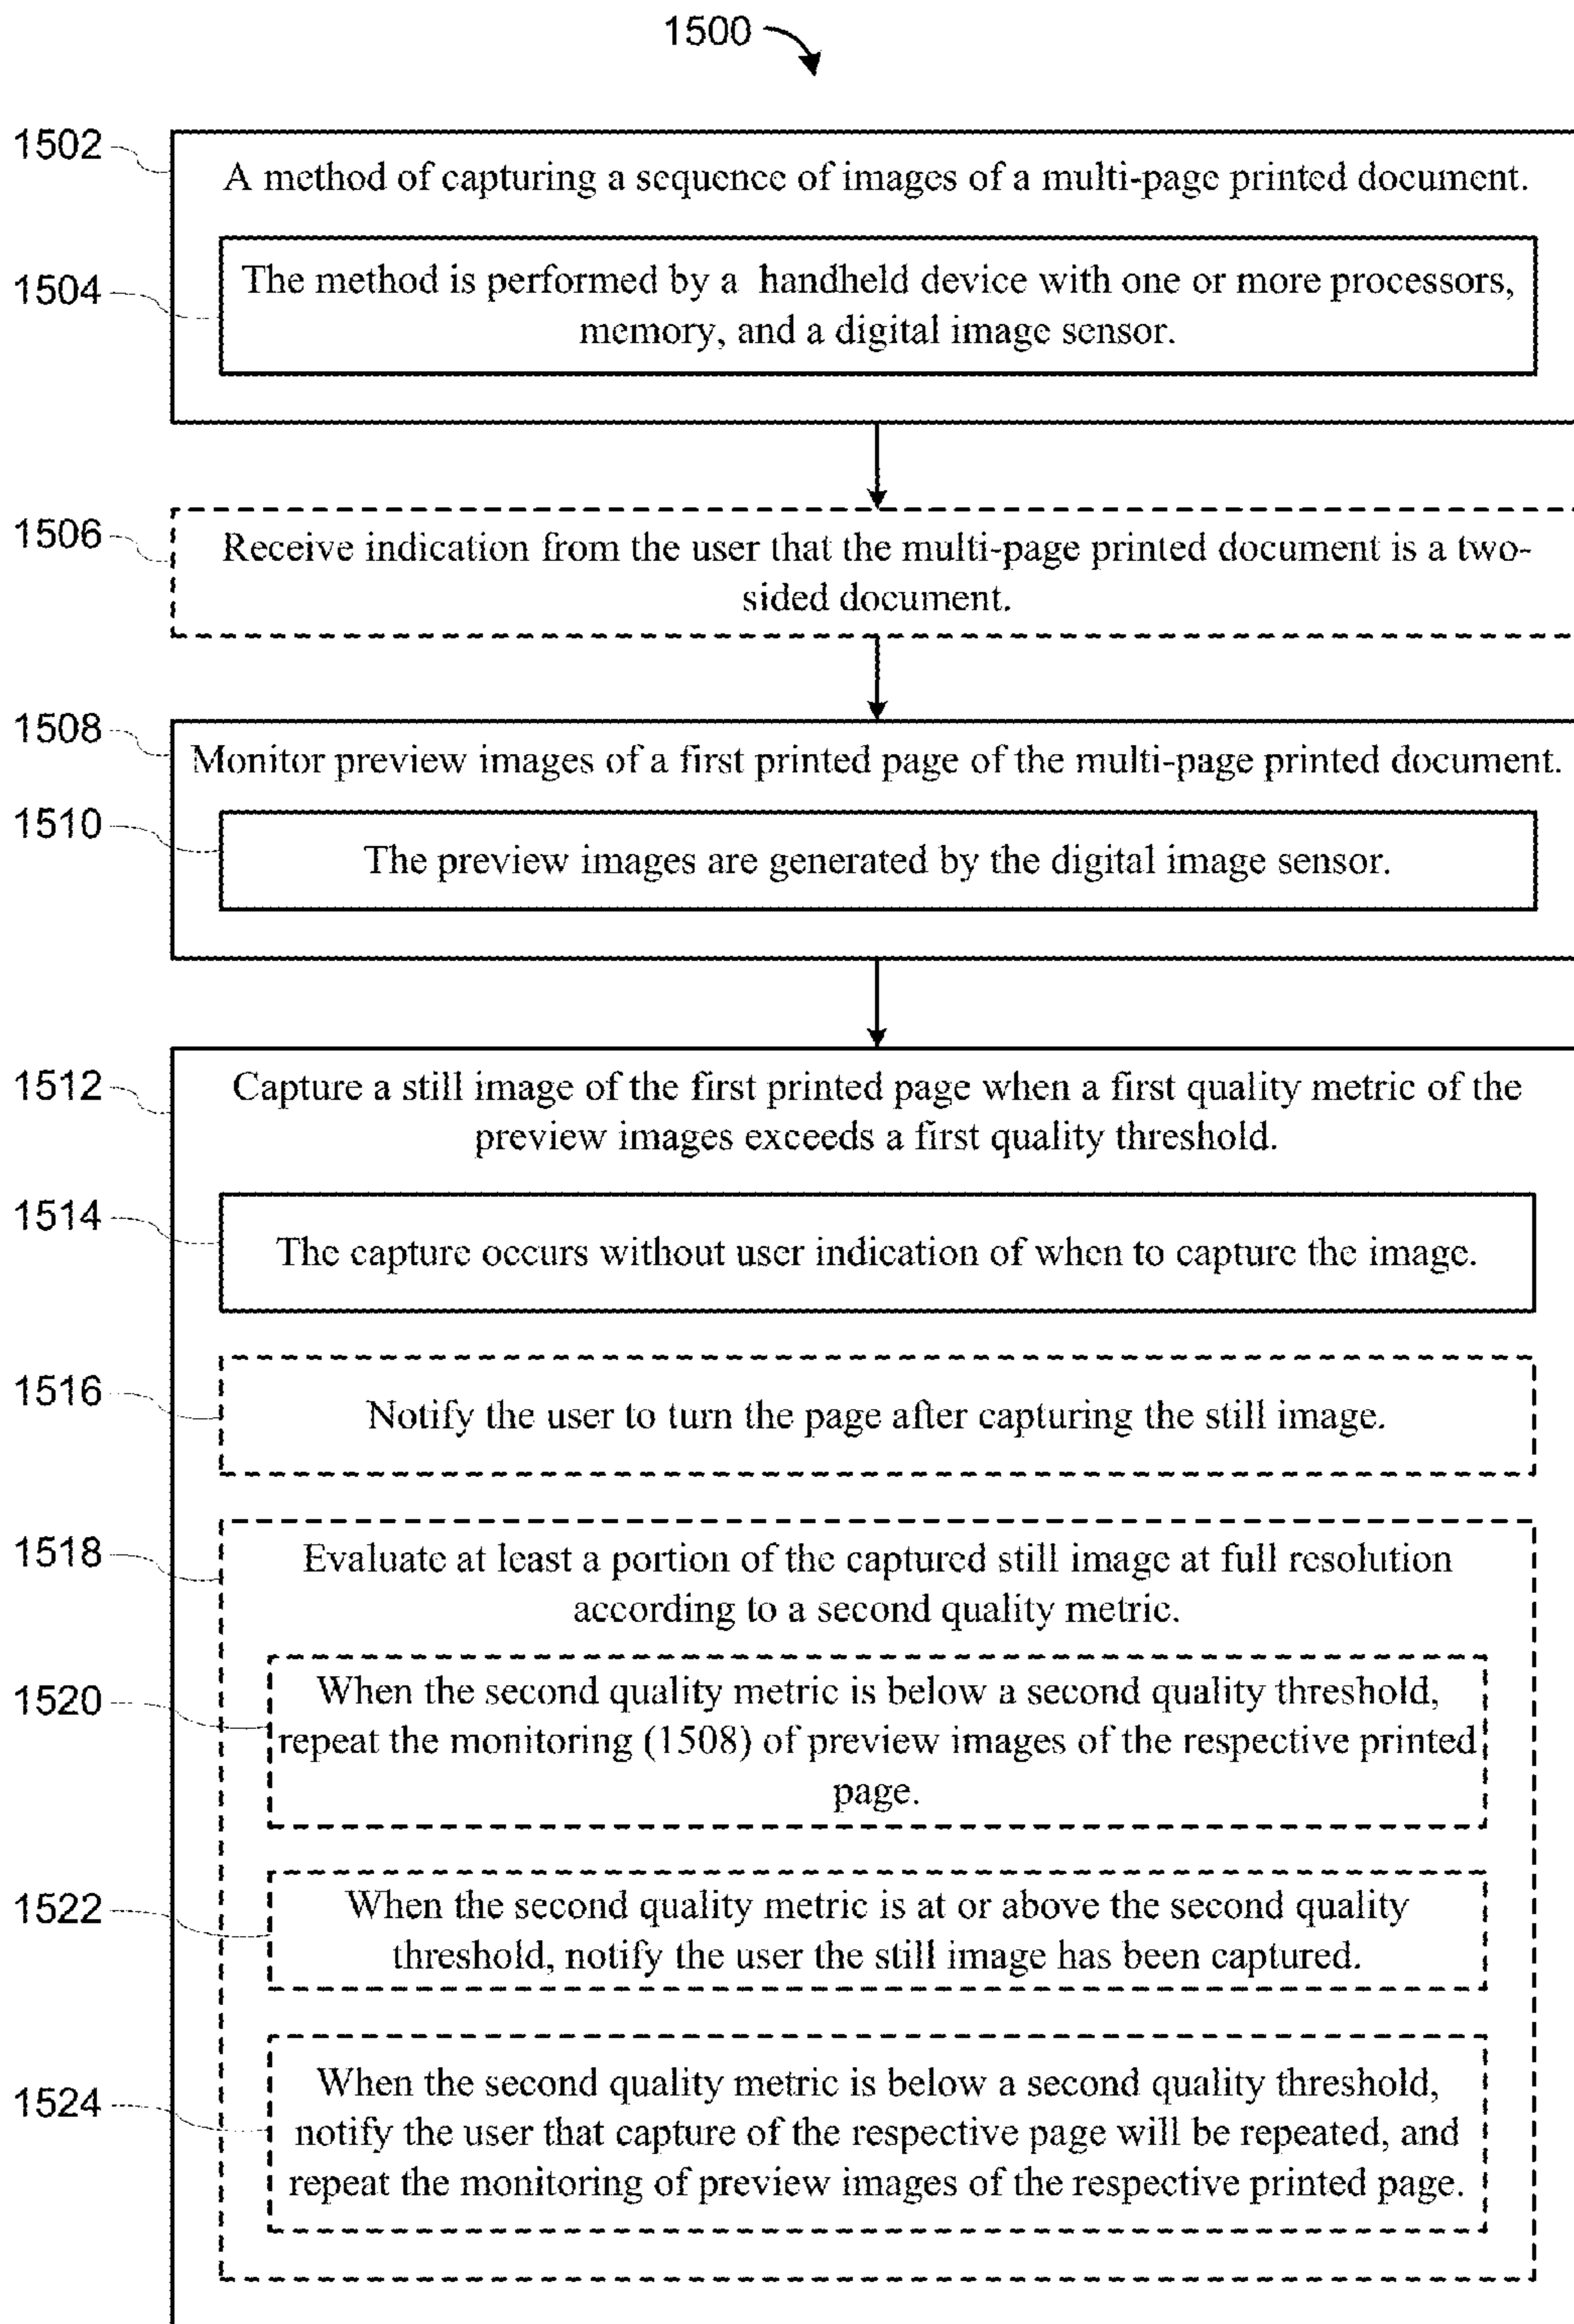 1500
1502
A method of capturing a sequence of images of a multi-page printed document.
1504
The method is performed by a handheld device with one or more processors,
memory, and a digital image sensor.
1506
Receive indication from the user that the multi-page printed document is a two-
sided document.
1508
Monitor preview images of a first printed page of the multi-page printed document.
1510
The preview images are generated by the digital image sensor.
1512
Capture a still image of the first printed page when a first quality metric of the
preview images exceeds a first quality threshold.
1514
The capture occurs without user indication of when to capture the image.
1516
Notify the user to turn the page after capturing the still image.
1518
Evaluate at least a portion of the captured still image at full resolution
according to a second quality metric.
1520
When the second quality metric is below a second quality threshold,
repeat the monitoring (1508) of preview images of the respective printed
page.
1522
When the second quality metric is at or above the second quality
threshold, notify the user the still image has been captured.
1524
When the second quality metric is below a second quality threshold,
notify the user that capture of the respective page will be repeated, and
repeat the monitoring of preview images of the respective printed page.